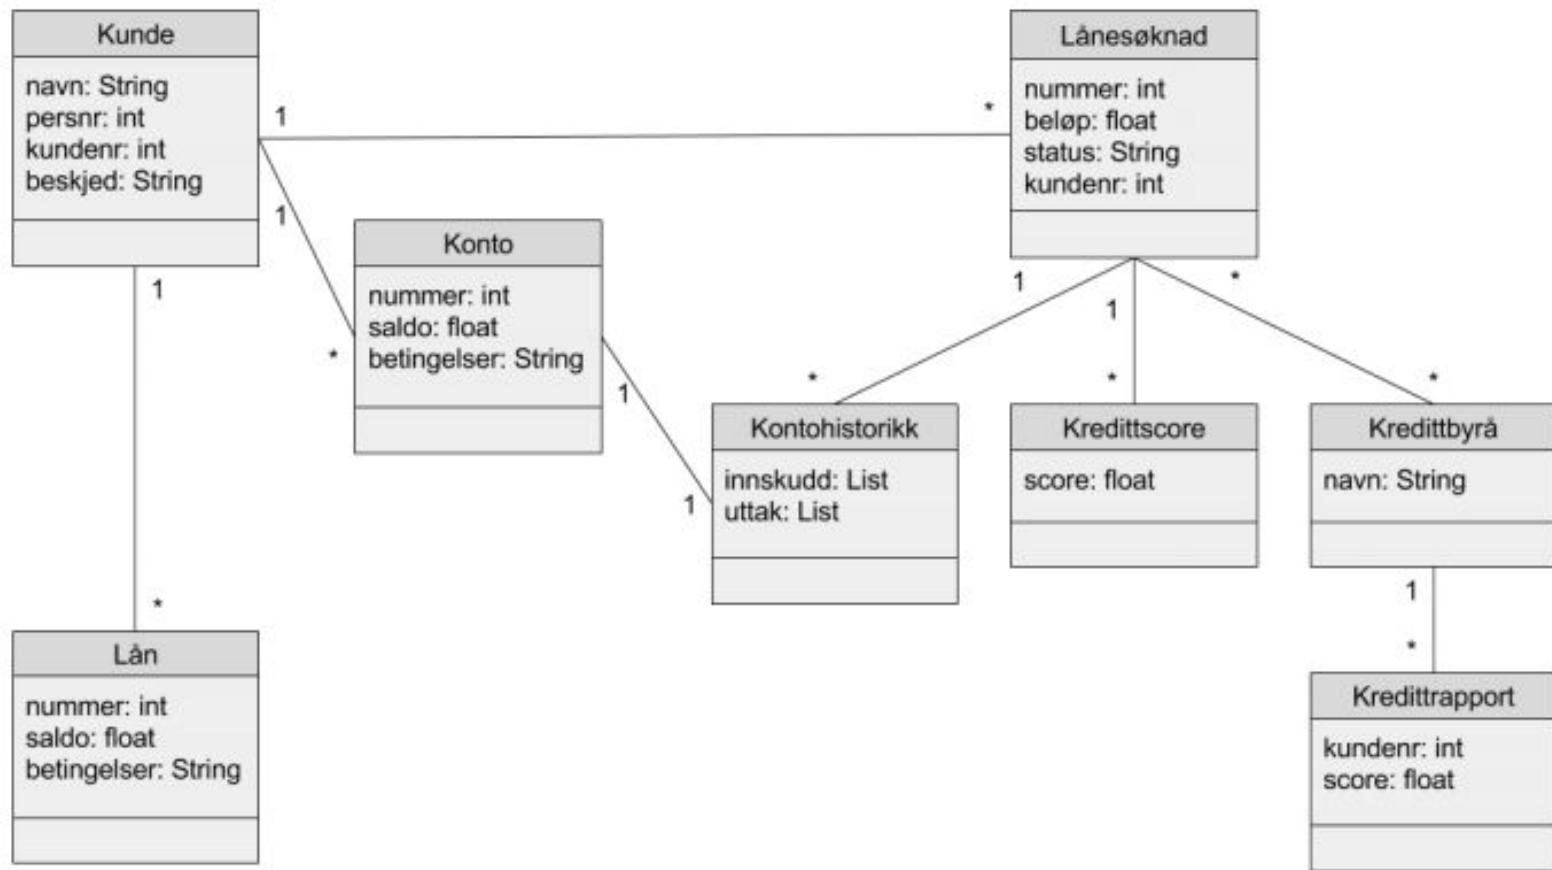 Kunde
navn: String
persnr: int
kundenr: int
beskjed: String
1
*
1
*
1
*
Lånesøknad
nummer: int
beløp: float
status: String
kundenr: int
Konto
nummer: int
saldo: float
betingelser: String
1
1
1
*
1
*
*
*
Kontohistorikk
innskudd: List
uttak: List
Kredittscore
score: float
Kredittbyrå
navn: String
1
*
Lån
nummer: int
saldo: float
betingelser: String
Kredittrapport
kundenr: int
score: float